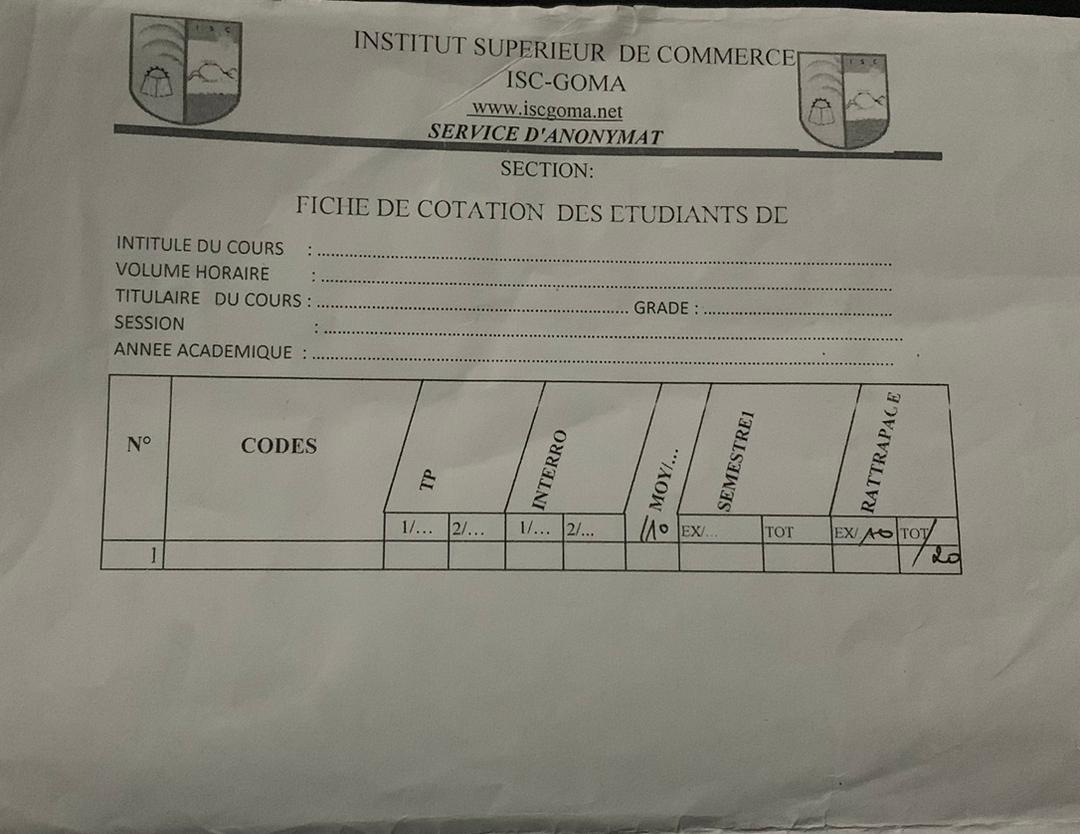 I S C
INSTITUT SUPERIEUR DE COMMERCE
I S C
ISC-GOMA
www.iscgoma.net
SERVICE D'ANONYMAT
SECTION:
FICHE DE COTATION DES ETUDIANTS DE
INTITULE DU COURS : ........................................
VOLUME HORAIRE : ........................................
TITULAIRE DU COURS : ........................................ GRADE : ........................................
SESSION : ........................................
ANNEE ACADEMIQUE : ........................................
N° CODES TP INTERRO MOY/... SEMESTRE1 RATTRAPAGE
1/... 2/... 1/... 2/... /10 EX/... TOT EX/10 TOT/20
1